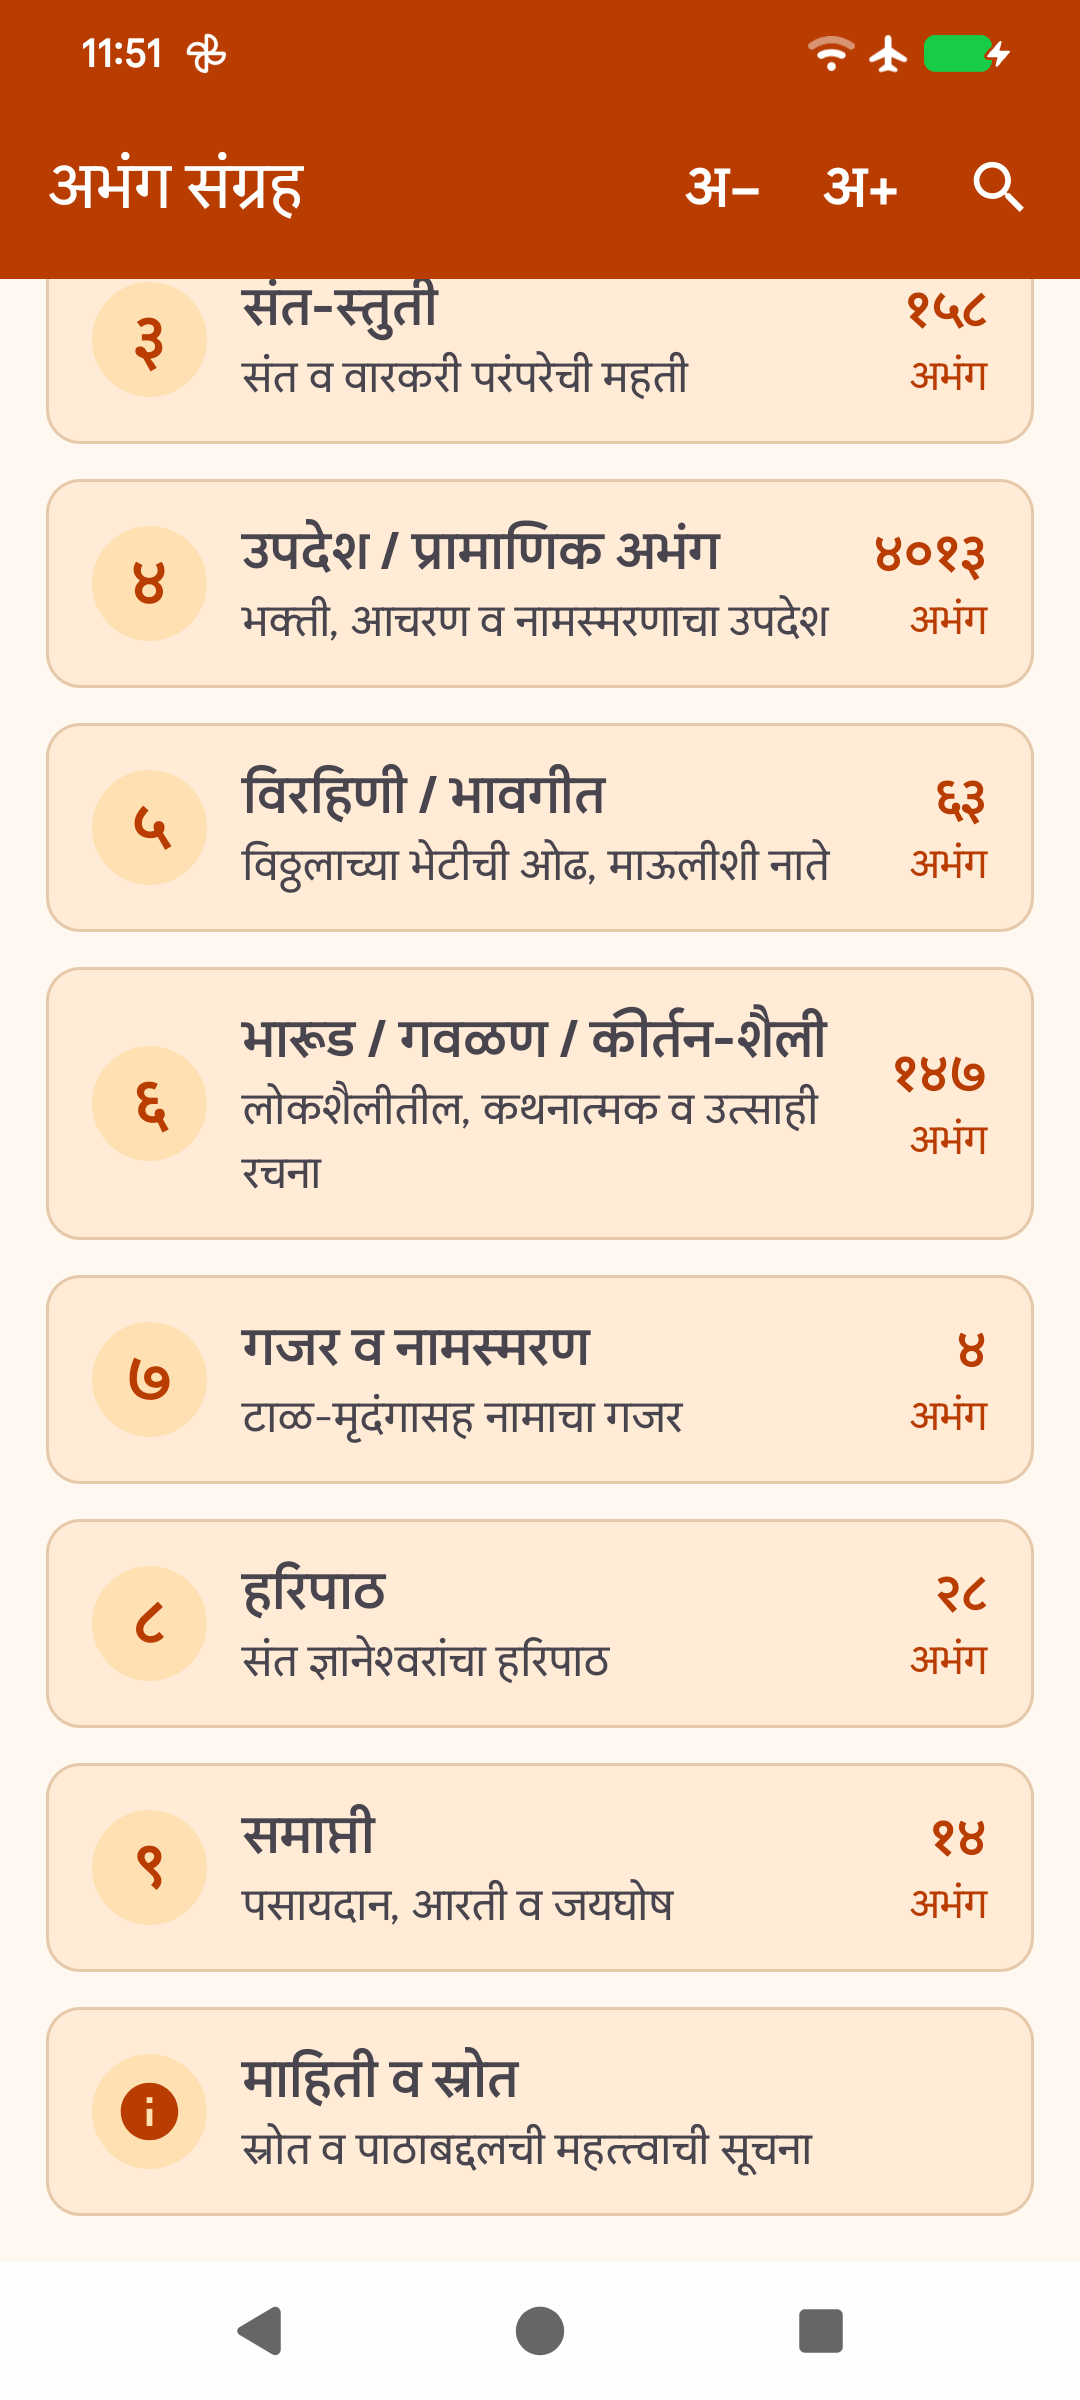 11:51
अभंग संग्रह
अ–
अ+
३
संत-स्तुती
संत व वारकरी परंपरेची महती
१५८
अभंग
४
उपदेश / प्रामाणिक अभंग
भक्ती, आचरण व नामस्मरणाचा उपदेश
४०१३
अभंग
५
विरहिणी / भावगीत
विठ्ठलाच्या भेटीची ओढ, माऊलीशी नाते
६३
अभंग
६
भारूड / गवळण / कीर्तन-शैली
लोकशैलीतील, कथनात्मक व उत्साही
रचना
१४७
अभंग
७
गजर व नामस्मरण
टाळ-मृदंगासह नामाचा गजर
४
अभंग
८
हरिपाठ
संत ज्ञानेश्वरांचा हरिपाठ
२८
अभंग
९
समाप्ती
पसायदान, आरती व जयघोष
१४
अभंग
माहिती व स्रोत
स्रोत व पाठाबद्दलची महत्त्वाची सूचना